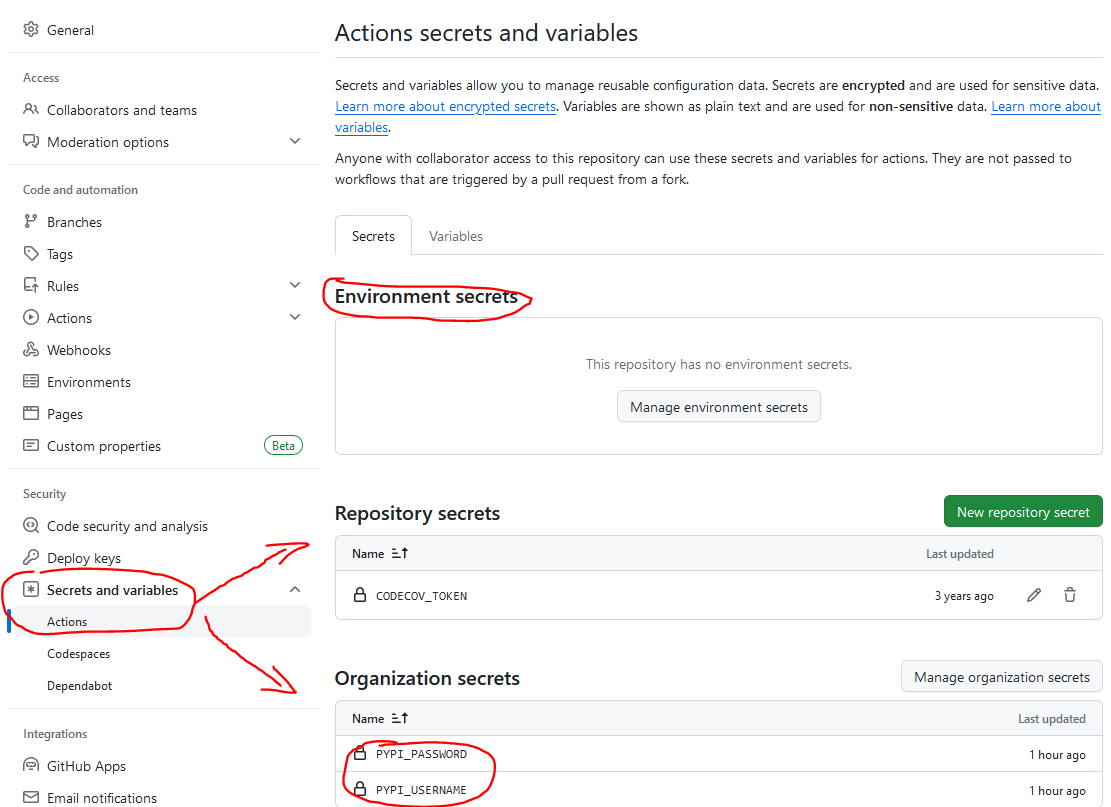 General
Access
Collaborators and teams
Moderation options
Code and automation
Branches
Tags
Rules
Actions
Webhooks
Environments
Pages
Custom properties
Beta
Security
Code security and analysis
Deploy keys
Secrets and variables
Actions
Codespaces
Dependabot
Integrations
GitHub Apps
Email notifications
Actions secrets and variables
Secrets and variables allow you to manage reusable configuration data. Secrets are encrypted and are used for sensitive data.
Learn more about encrypted secrets. Variables are shown as plain text and are used for non-sensitive data. Learn more about
variables.
Anyone with collaborator access to this repository can use these secrets and variables for actions. They are not passed to
workflows that are triggered by a pull request from a fork.
Secrets
Variables
Environment secrets
This repository has no environment secrets.
Manage environment secrets
Repository secrets
New repository secret
Name
Last updated
CODECOV_TOKEN
3 years ago
Organization secrets
Manage organization secrets
Name
Last updated
PYPI_PASSWORD
1 hour ago
PYPI_USERNAME
1 hour ago